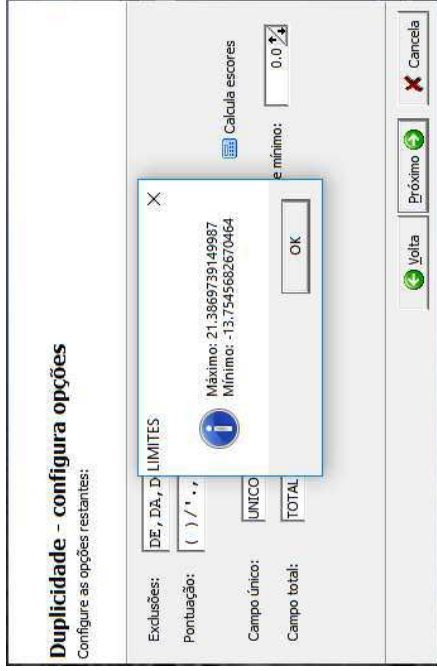 Duplicidade - configura opções
Configure as opções restantes:
Exclusões:
DE, DA, D
Pontuação:
( ) / ' . ,
Campo único:
UNICO
Campo total:
TOTAL
LIMITES
Máximo: 21.3869739149987
Mínimo: -13.7545682670464
OK
Calcula escores
e mínimo:
0.0
Volta
Próximo
Cancela